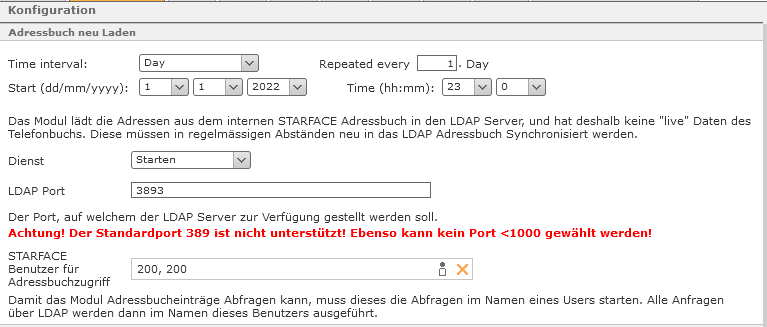 Konfiguration
Adressbuch neu Laden
Time interval: Day Repeated every 1 . Day
Start (dd/mm/yyyy): 1 1 2022 Time (hh:mm): 23 0
Das Modul lädt die Adressen aus dem internen STARFACE Adressbuch in den LDAP Server, und hat deshalb keine "live" Daten des
Telefonbuchs. Diese müssen in regelmässigen Abständen neu in das LDAP Adressbuch Synchronisiert werden.
Dienst Starten
LDAP Port 3893
Der Port, auf welchem der LDAP Server zur Verfügung gestellt werden soll.
Achtung! Der Standardport 389 ist nicht unterstützt! Ebenso kann kein Port <1000 gewählt werden!
STARFACE
Benutzer für 200, 200
Adressbuchzugriff
Damit das Modul Adressbucheinträge Abfragen kann, muss dieses die Abfragen im Namen eines Users starten. Alle Anfragen
über LDAP werden dann im Namen dieses Benutzers ausgeführt.